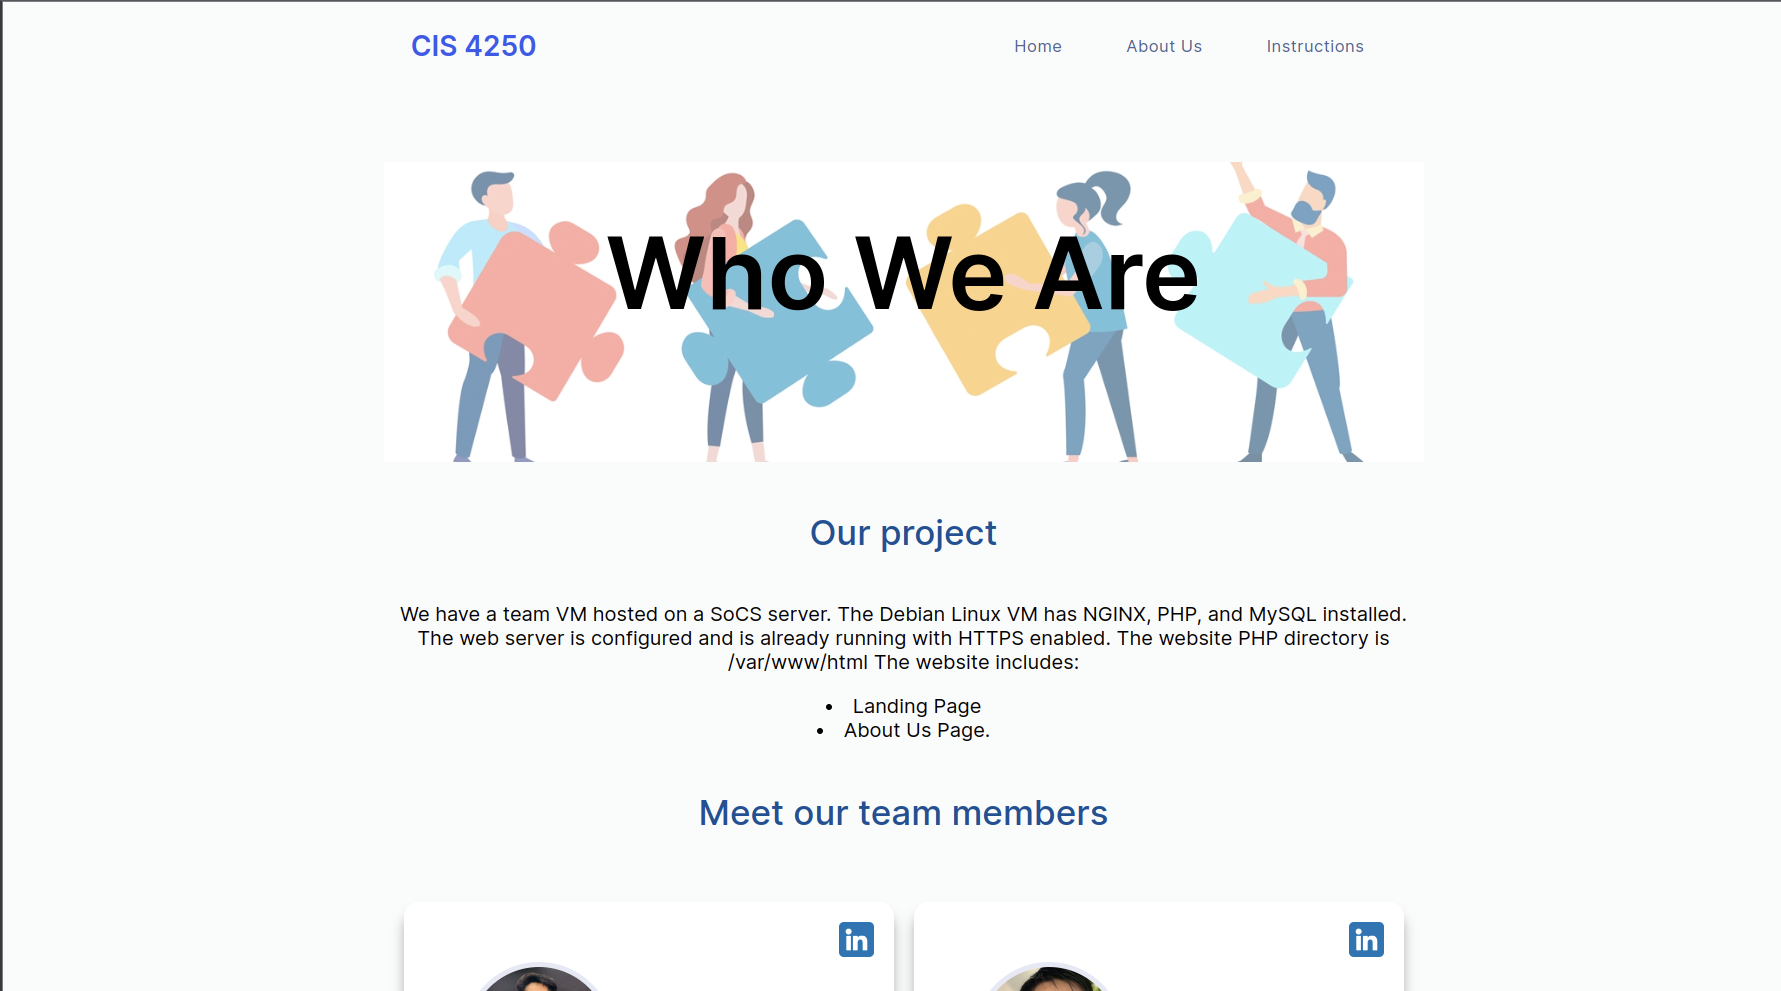 CIS 4250
Home
About Us
Instructions
Who We Are
Our project
We have a team VM hosted on a SoCS server. The Debian Linux VM has NGINX, PHP, and MySQL installed.
The web server is configured and is already running with HTTPS enabled. The website PHP directory is
/var/www/html The website includes:
• Landing Page
• About Us Page.
Meet our team members
in
in